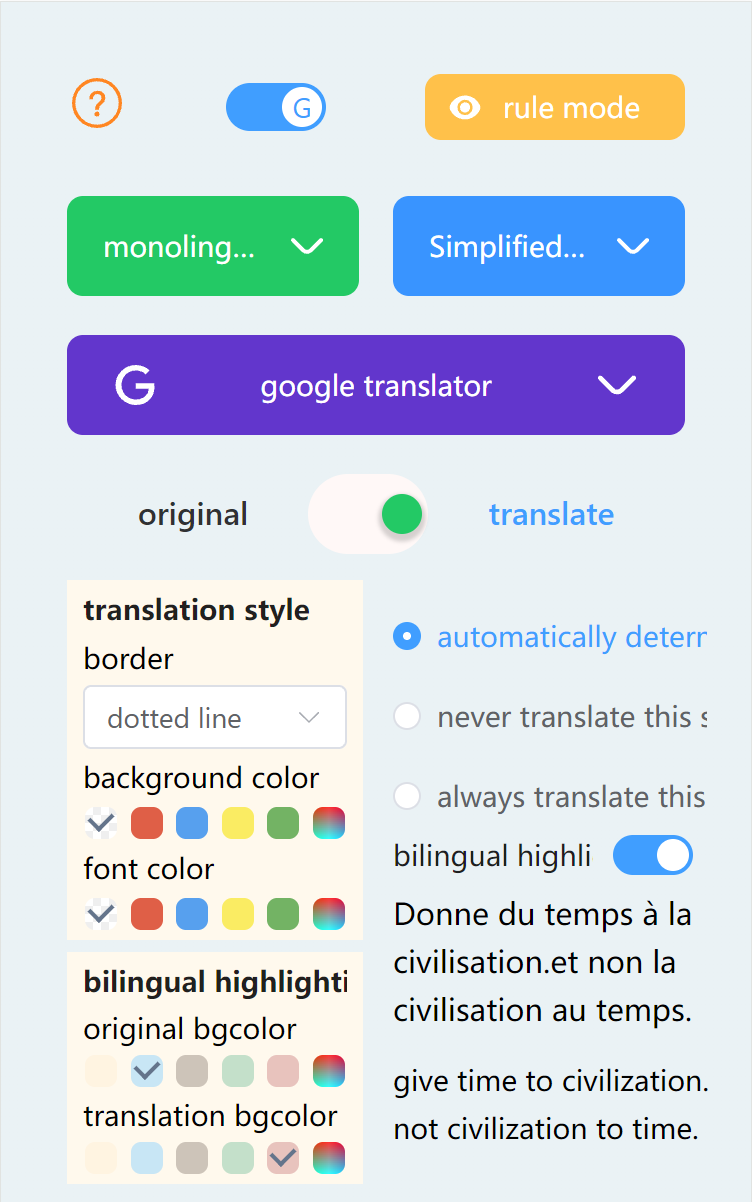 ?
G
rule mode
monoling...
Simplified...
G
google translator
original
translate
translation style
border
dotted line
background color
font color
bilingual highlighti
original bgcolor
translation bgcolor
automatically deterr
never translate this s
always translate this
bilingual highli
Donne du temps à la
civilisation.et non la
civilisation au temps.
give time to civilization.
not civilization to time.